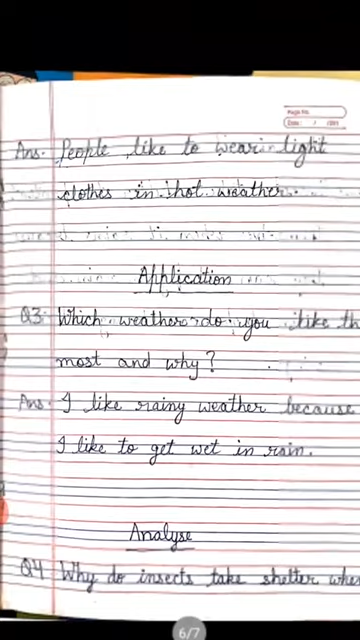 Page No.
Date: / /201
Ans. People like to wear light
clothes in hot weather.
Application
Q3. Which weather do you like th
most and why?
Ans. I like rainy weather because
I like to get wet in rain.
Analyse
Q4 Why do insects take shelter when
6/7